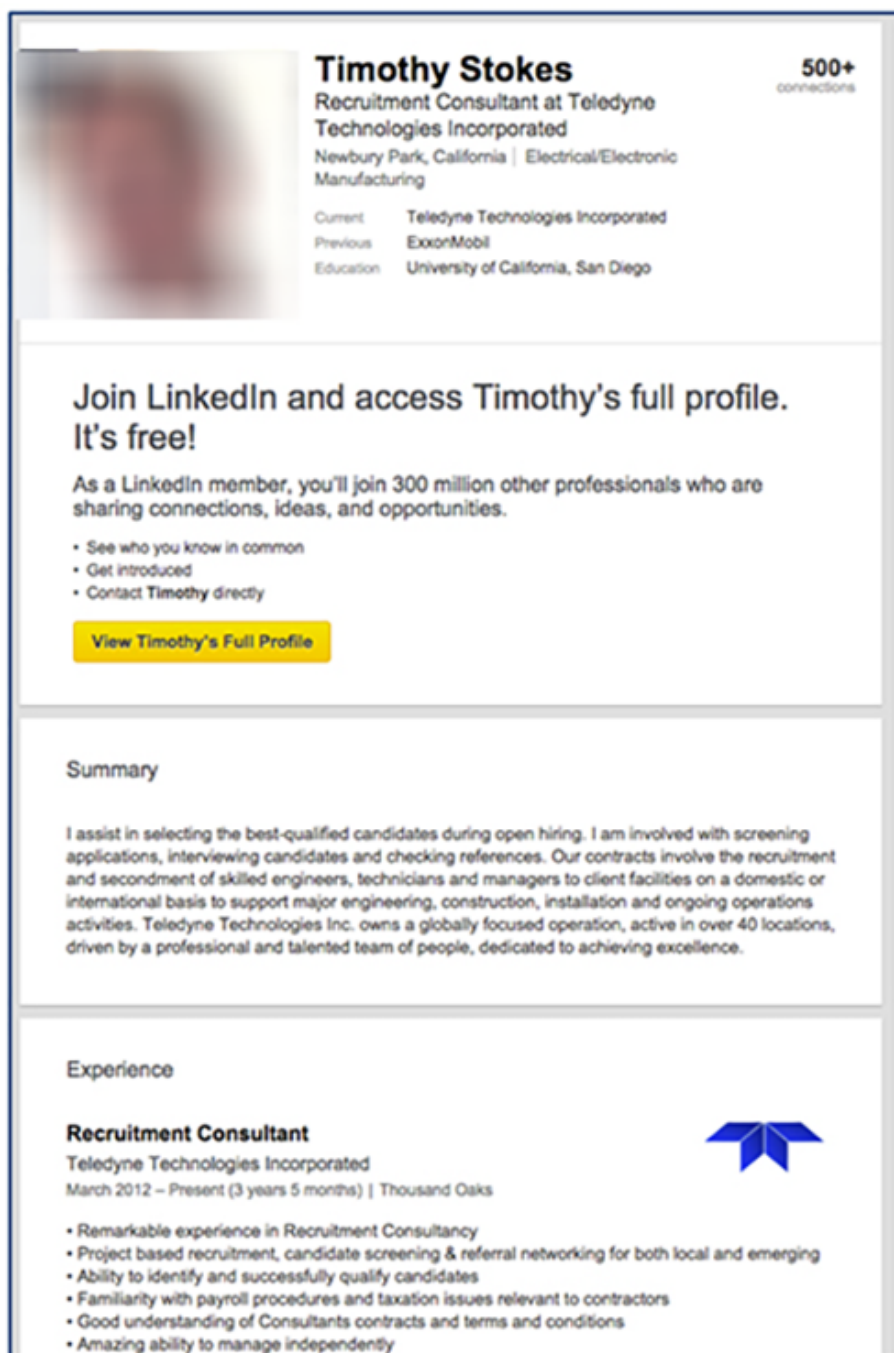 Timothy Stokes
500+
connections
Recruitment Consultant at Teledyne
Technologies Incorporated
Newbury Park, California | Electrical/Electronic
Manufacturing
Current Teledyne Technologies Incorporated
Previous ExxonMobil
Education University of California, San Diego
Join LinkedIn and access Timothy's full profile.
It's free!
As a LinkedIn member, you'll join 300 million other professionals who are
sharing connections, ideas, and opportunities.
• See who you know in common
• Get introduced
• Contact Timothy directly
View Timothy's Full Profile
Summary
I assist in selecting the best-qualified candidates during open hiring. I am involved with screening
applications, interviewing candidates and checking references. Our contracts involve the recruitment
and secondment of skilled engineers, technicians and managers to client facilities on a domestic or
international basis to support major engineering, construction, installation and ongoing operations
activities. Teledyne Technologies Inc. owns a globally focused operation, active in over 40 locations,
driven by a professional and talented team of people, dedicated to achieving excellence.
Experience
Recruitment Consultant
Teledyne Technologies Incorporated
March 2012 – Present (3 years 5 months) | Thousand Oaks
• Remarkable experience in Recruitment Consultancy
• Project based recruitment, candidate screening & referral networking for both local and emerging
• Ability to identify and successfully qualify candidates
• Familiarity with payroll procedures and taxation issues relevant to contractors
• Good understanding of Consultants contracts and terms and conditions
• Amazing ability to manage independently